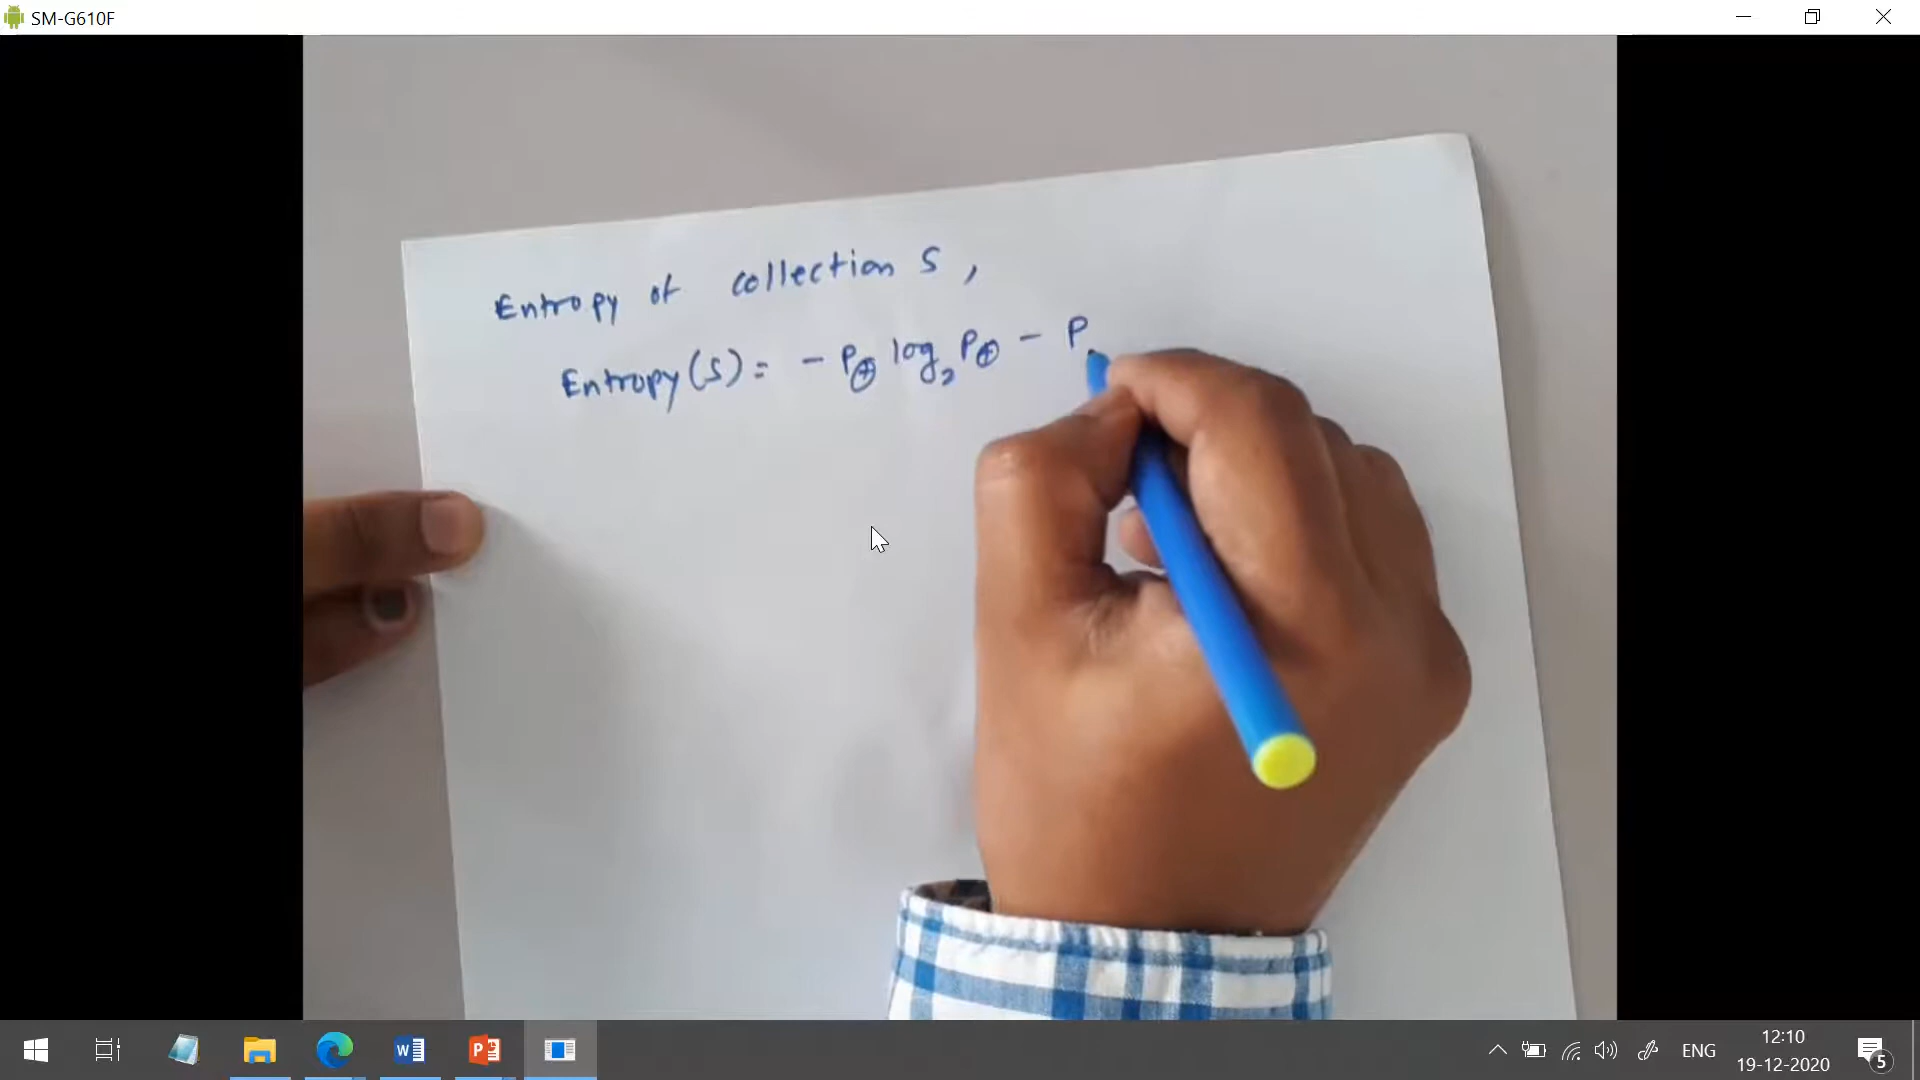 SM-G610F
Entropy of collection S,
Entropy(S) = - P⊕ log₂ P⊕ - P
ENG
12:10
19-12-2020
5